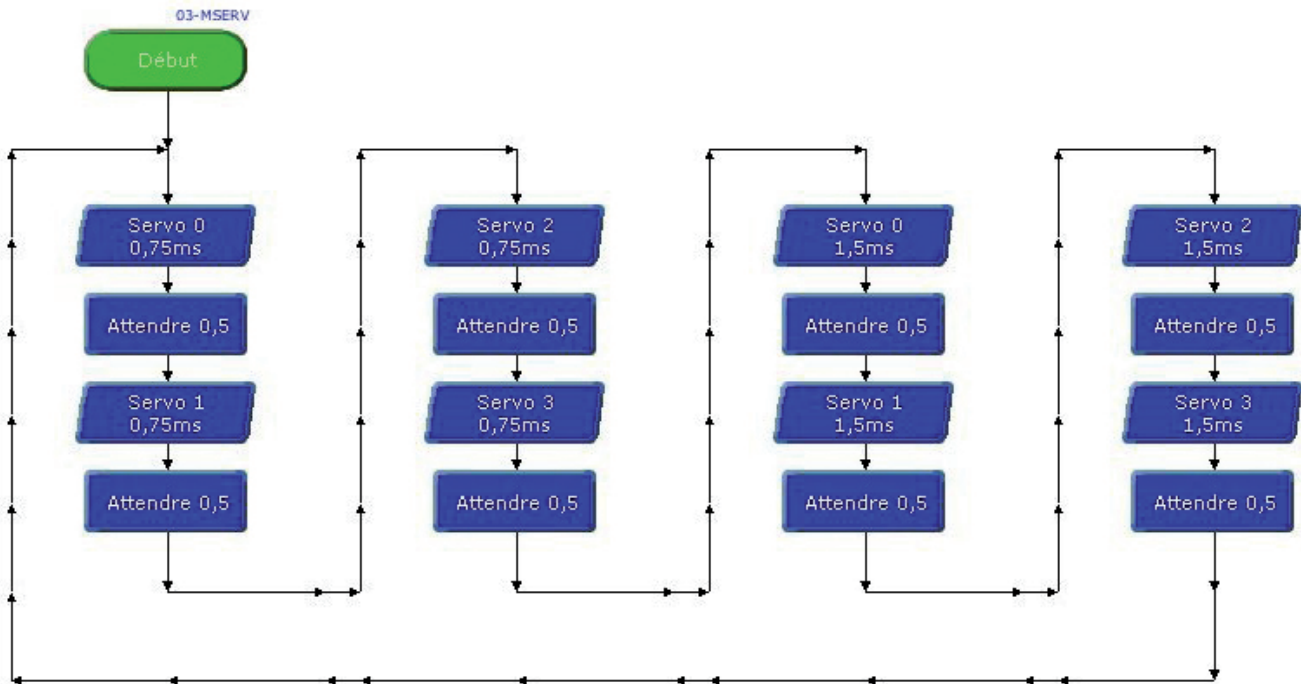 03-MSERV
Début
Servo 0
0,75ms
Attendre 0,5
Servo 1
0,75ms
Attendre 0,5
Servo 2
0,75ms
Attendre 0,5
Servo 3
0,75ms
Attendre 0,5
Servo 0
1,5ms
Attendre 0,5
Servo 1
1,5ms
Attendre 0,5
Servo 2
1,5ms
Attendre 0,5
Servo 3
1,5ms
Attendre 0,5